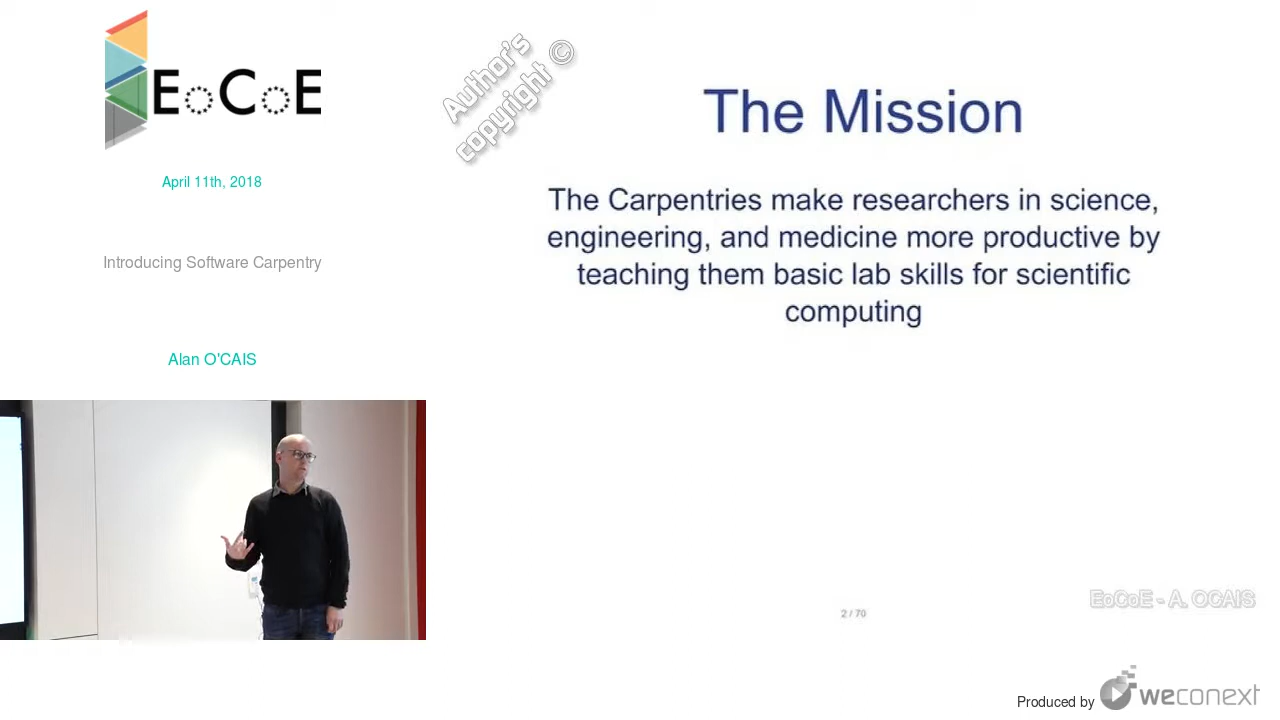 EoCoE
April 11th, 2018
Introducing Software Carpentry
Alan O'CAIS
Author's
copyright ©
The Mission
The Carpentries make researchers in science,
engineering, and medicine more productive by
teaching them basic lab skills for scientific
computing
EoCoE - A. OCAIS
2 / 70
Produced by weconext